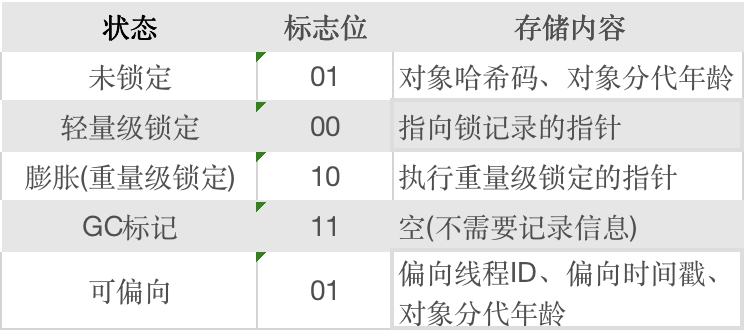 状态 标志位 存储内容
未锁定 01 对象哈希码、对象分代年龄
轻量级锁定 00 指向锁记录的指针
膨胀(重量级锁定) 10 执行重量级锁定的指针
GC标记 11 空(不需要记录信息)
可偏向 01 偏向线程ID、偏向时间戳、
对象分代年龄